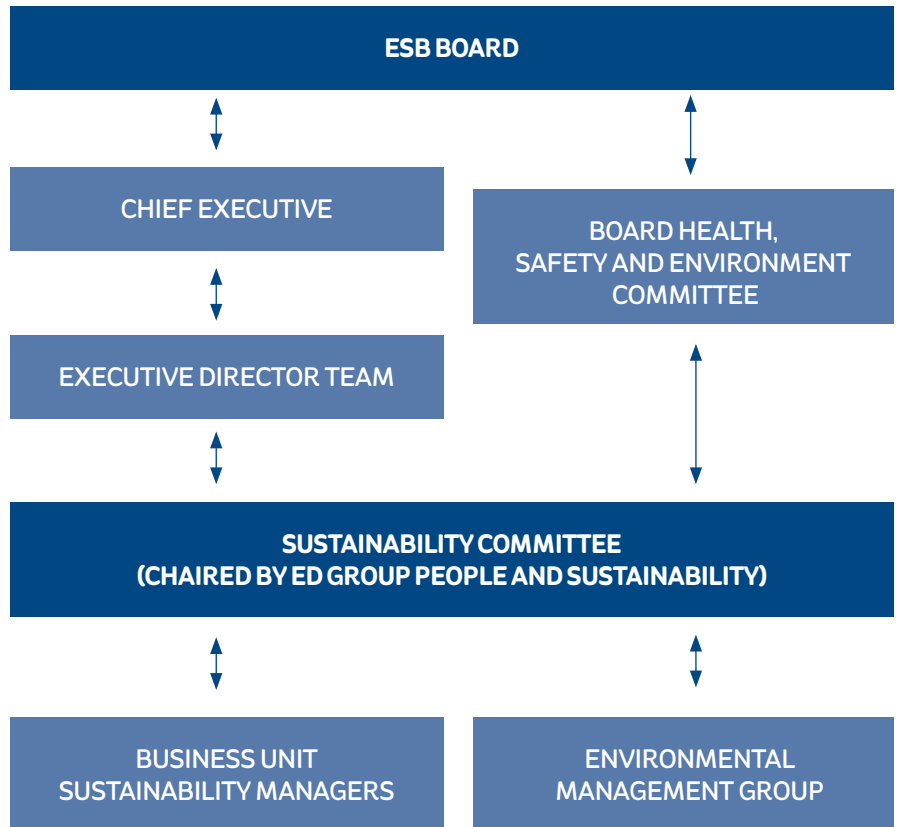 ESB BOARD
CHIEF EXECUTIVE
BOARD HEALTH,
SAFETY AND ENVIRONMENT
COMMITTEE
EXECUTIVE DIRECTOR TEAM
SUSTAINABILITY COMMITTEE
(CHAIRED BY ED GROUP PEOPLE AND SUSTAINABILITY)
BUSINESS UNIT
SUSTAINABILITY MANAGERS
ENVIRONMENTAL
MANAGEMENT GROUP